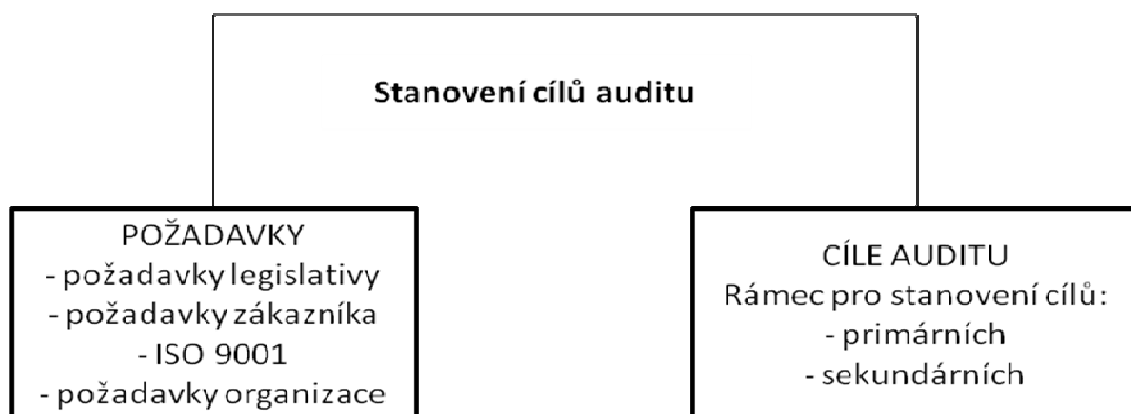 Stanovení cílů auditu
POŽADAVKY
- požadavky legislativy
- požadavky zákazníka
- ISO 9001
- požadavky organizace
CÍLE AUDITU
Rámec pro stanovení cílů:
- primárních
- sekundárních